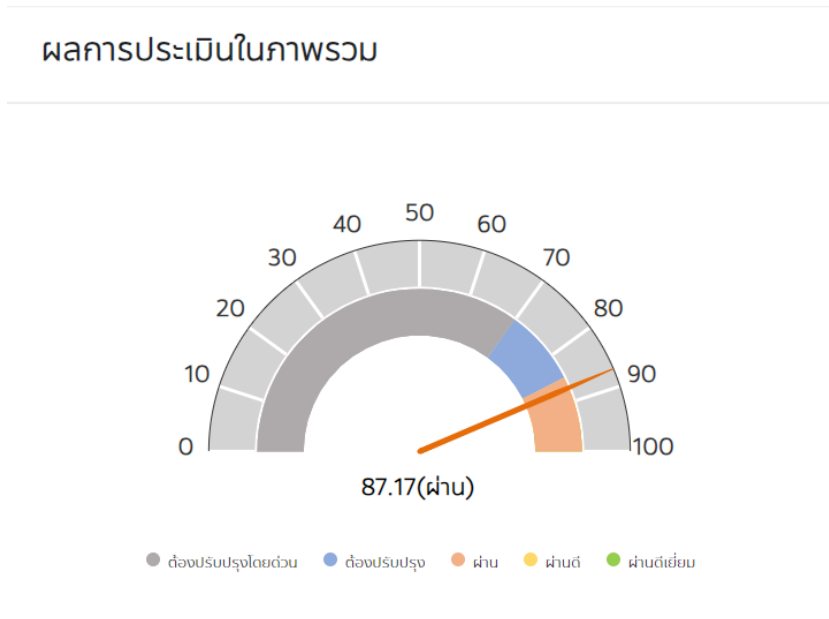 ผลการประเมินในภาพรวม
50
40 60
30 70
20 80
10 90
0 100
87.17(ผ่าน)
ต้องปรับปรุงโดยด่วน ต้องปรับปรุง ผ่าน ผ่านดี ผ่านดีเยี่ยม